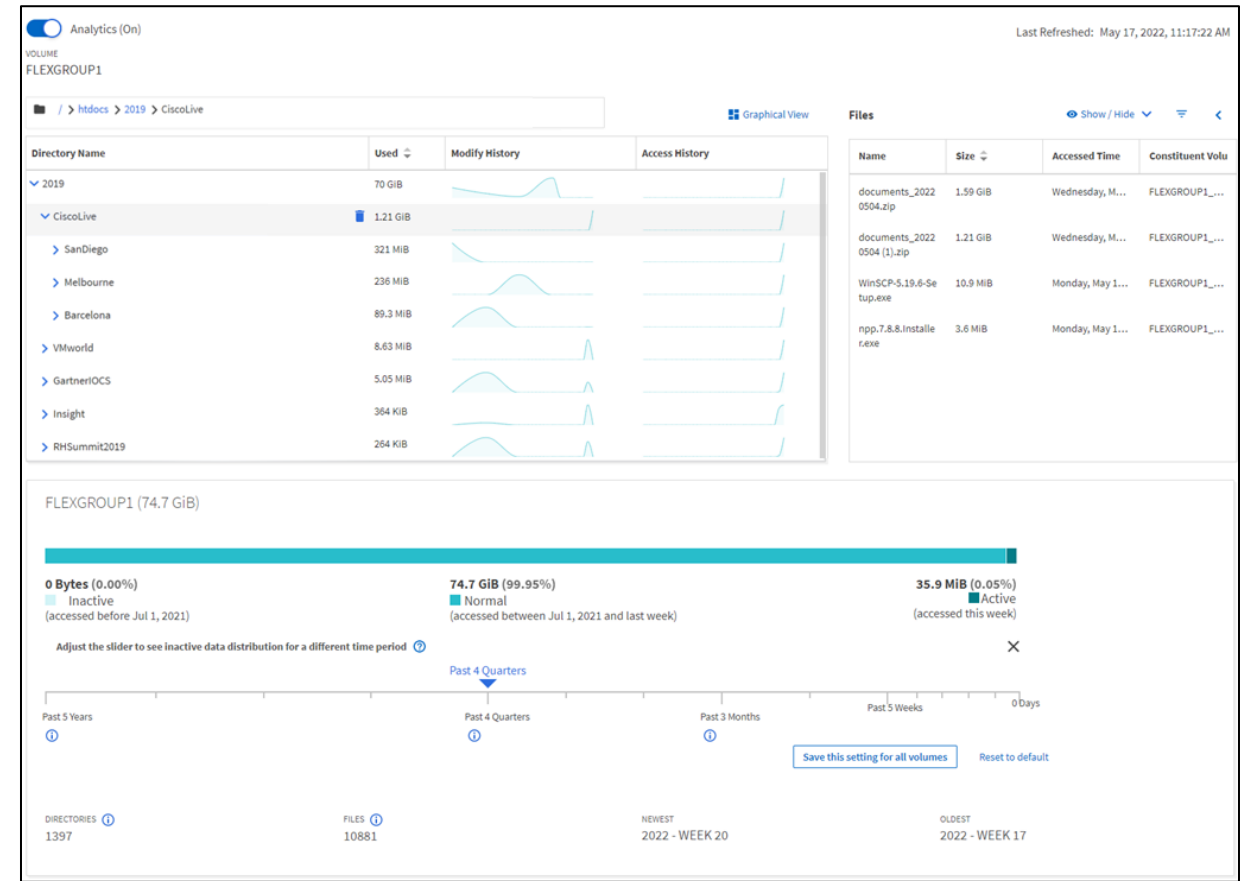 Analytics (On)
Last Refreshed: May 17, 2022, 11:17:22 AM
VOLUME
FLEXGROUP1
/ > htdocs > 2019 > CiscoLive
Graphical View
Directory Name Used Modify History Access History
2019 70 GiB
CiscoLive 1.21 GiB
SanDiego 321 MiB
Melbourne 236 MiB
Barcelona 89.3 MiB
VMworld 8.63 MiB
GartnerIOCS 5.05 MiB
Insight 364 KiB
RHSummit2019 264 KiB
Files Show / Hide
Name Size Accessed Time Constituent Volu
documents_2022 1.59 GiB Wednesday, M... FLEXGROUP1_...
0504.zip
documents_2022 1.21 GiB Wednesday, M... FLEXGROUP1_...
0504 (1).zip
WinSCP-5.19.6-Se 10.9 MiB Monday, May 1... FLEXGROUP1_...
tup.exe
npp.7.8.8.Installe 3.6 MiB Monday, May 1... FLEXGROUP1_...
r.exe
FLEXGROUP1 (74.7 GiB)
0 Bytes (0.00%) 74.7 GiB (99.95%) 35.9 MiB (0.05%)
Inactive Normal Active
(accessed before Jul 1, 2021) (accessed between Jul 1, 2021 and last week) (accessed this week)
Adjust the slider to see inactive data distribution for a different time period
Past 4 Quarters
Past 5 Years Past 4 Quarters Past 3 Months Past 5 Weeks 0 Days
Save this setting for all volumes Reset to default
DIRECTORIES FILES NEWEST OLDEST
1397 10881 2022 - WEEK 20 2022 - WEEK 17